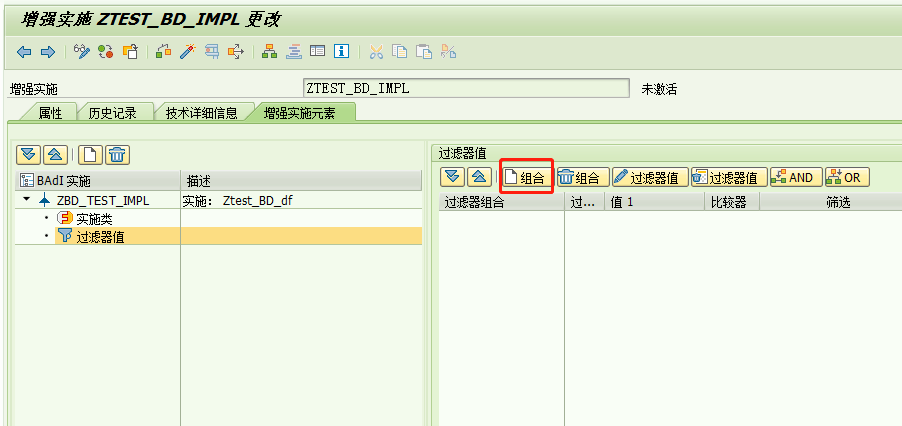 增强实施 ZTEST_BD_IMPL 更改
增强实施 ZTEST_BD_IMPL 未激活
属性 历史记录 技术详细信息 增强实施元素
过滤器值
组合 组合 过滤器值 过滤器值 AND OR
BAdI 实施 描述
过滤器组合 过... 值 1 比较器 筛选
ZBD_TEST_IMPL 实施： Ztest_BD_df
实施类
过滤器值